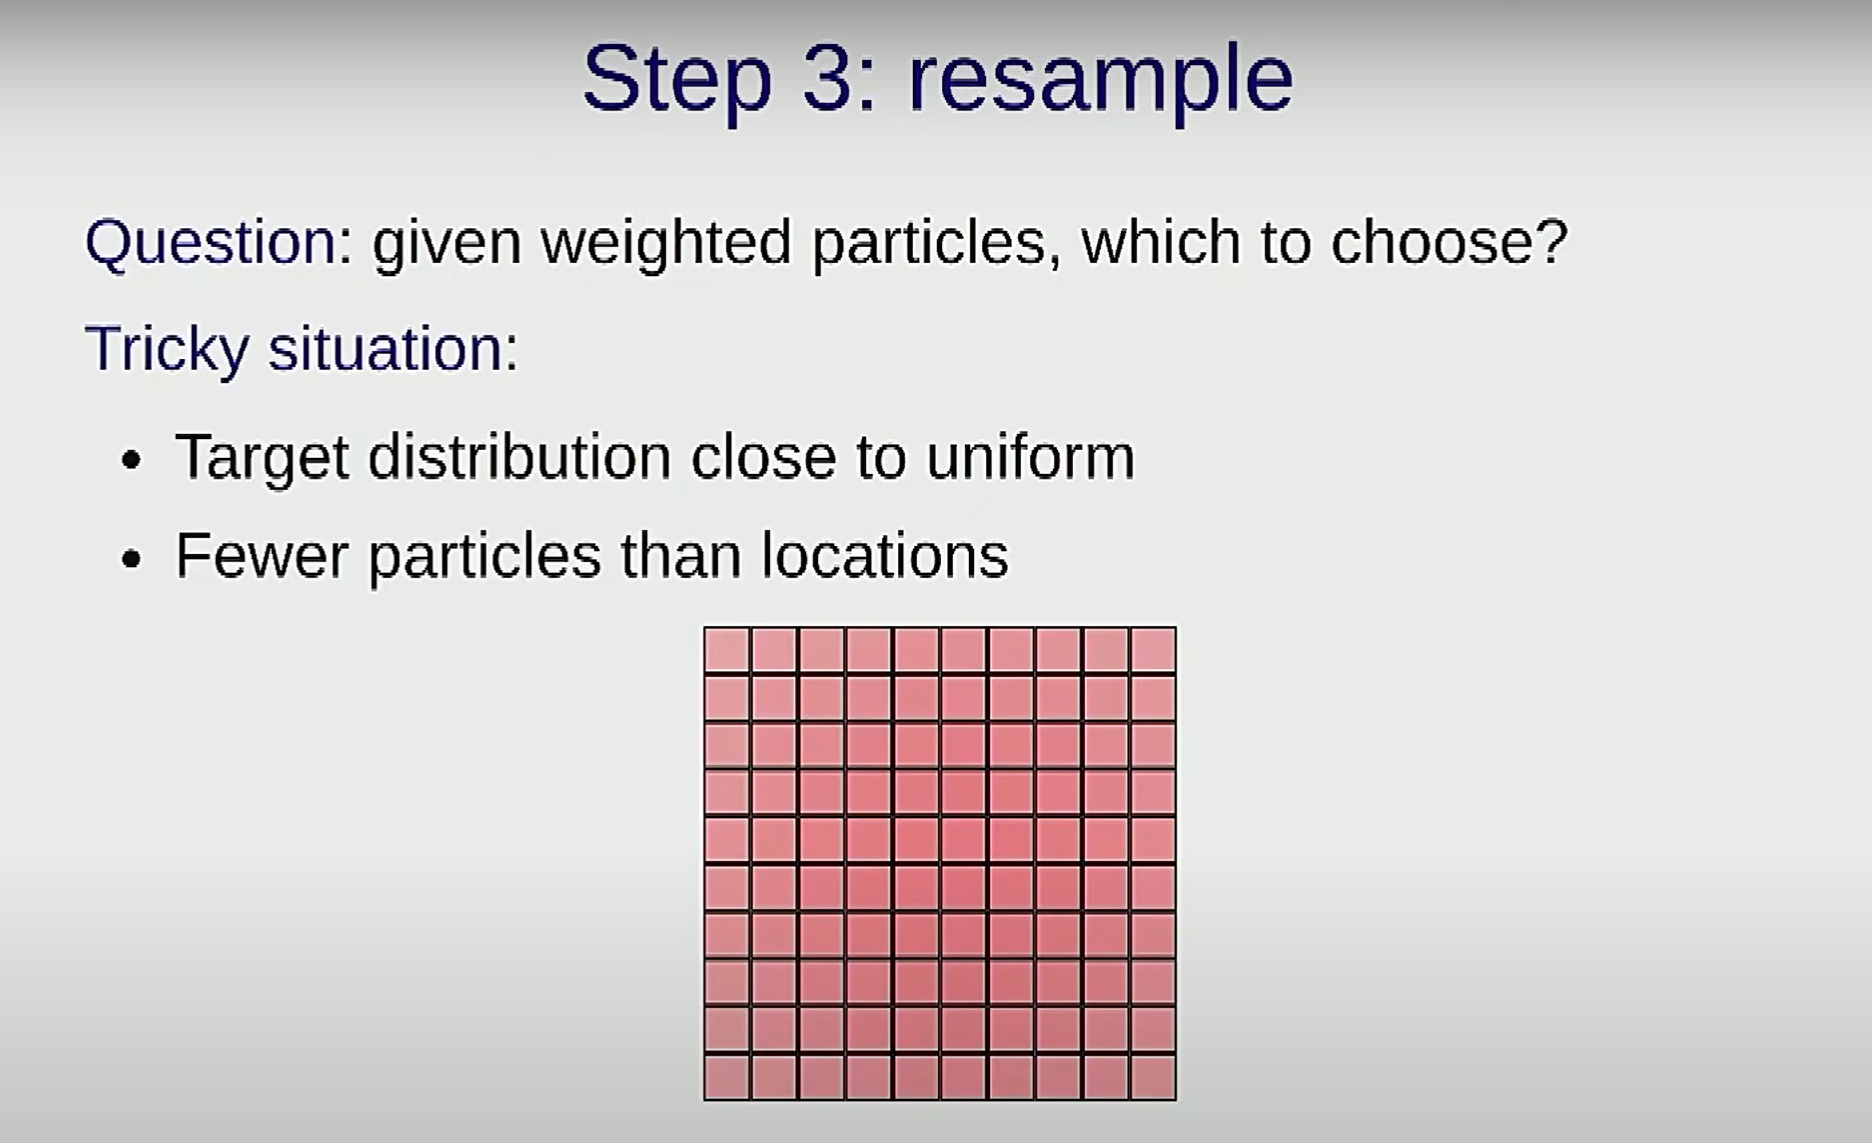 Step 3: resample
Question: given weighted particles, which to choose?
Tricky situation:
• Target distribution close to uniform
• Fewer particles than locations